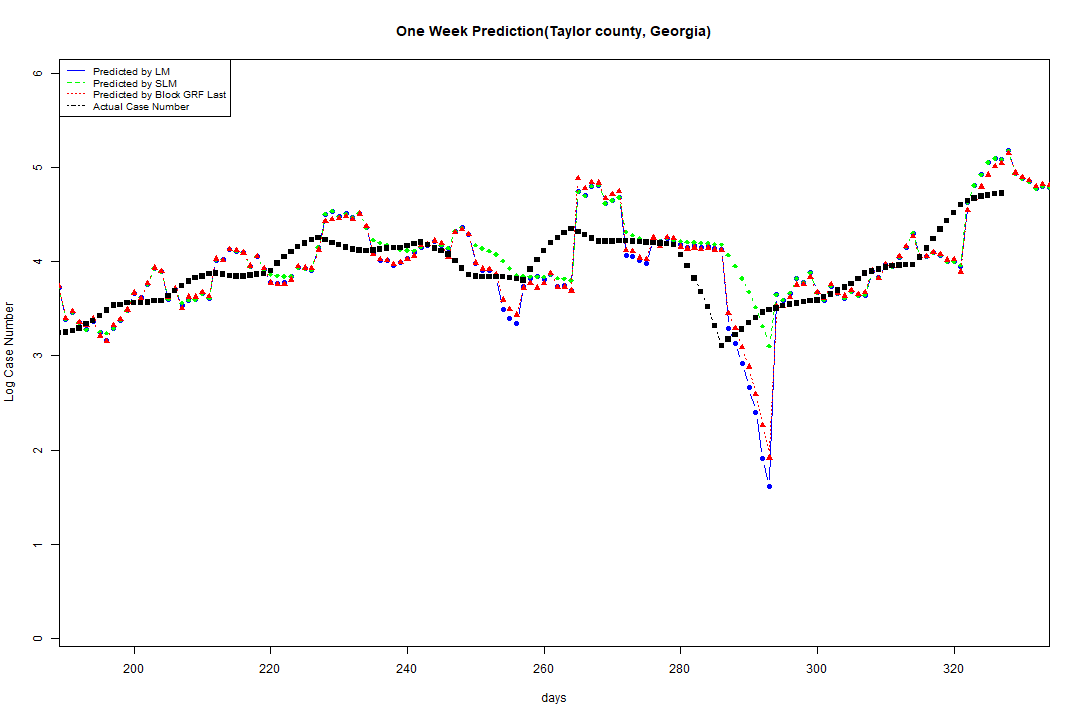 One Week Prediction(Taylor county, Georgia)
Predicted by LM
Predicted by SLM
Predicted by Block GRF Last
Actual Case Number
6
5
4
3
2
1
0
Log Case Number
200
220
240
260
280
300
320
days